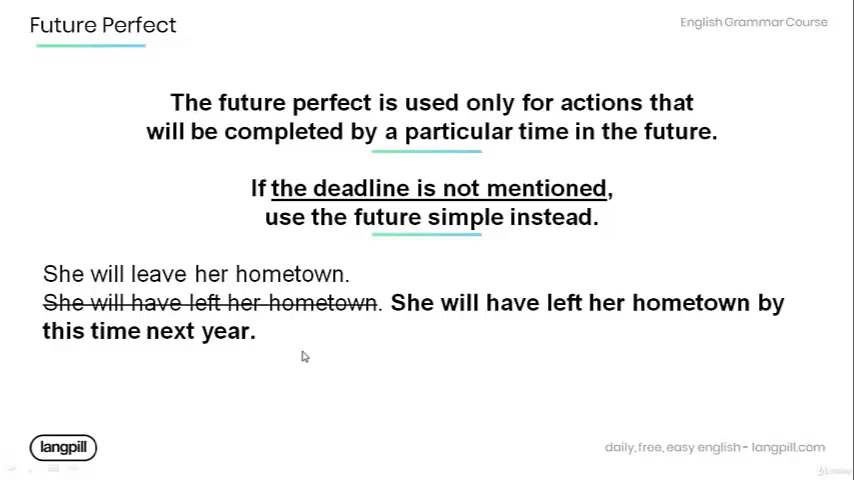 Future Perfect
English Grammar Course
The future perfect is used only for actions that
will be completed by a particular time in the future.
If the deadline is not mentioned,
use the future simple instead.
She will leave her hometown.
She will have left her hometown. She will have left her hometown by
this time next year.
langpill
daily, free, easy english - langpill.com